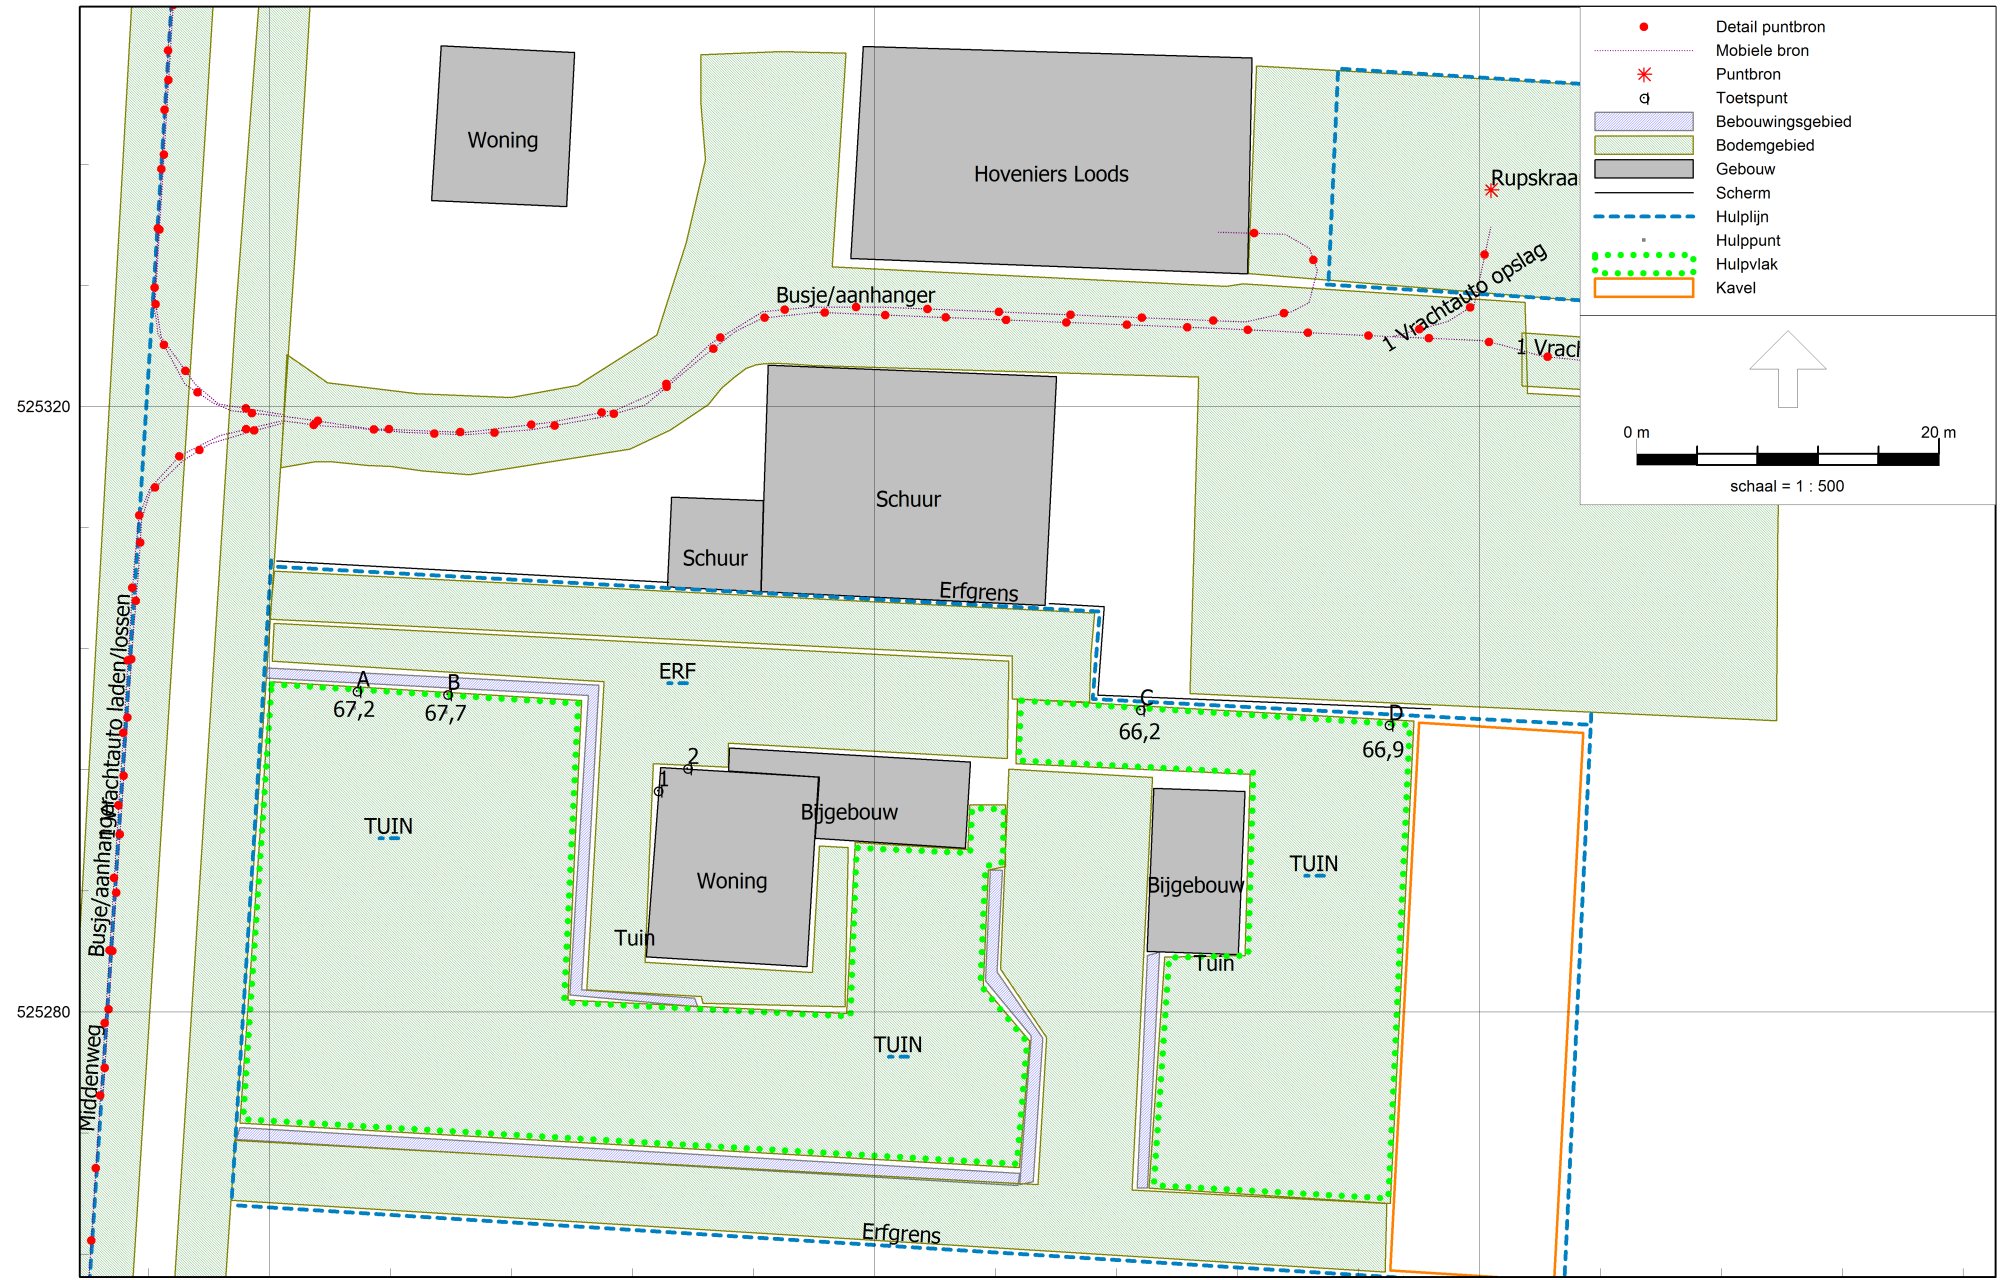 Detail puntbron
Mobiele bron
Puntbron
Toetspunt
Bebouwingsgebied
Bodemgebied
Gebouw
Scherm
Hulplijn
Hulppunt
Hulpvlak
Kavel
0 m
20 m
schaal = 1 : 500
Woning
Hoveniers Loods
Rupskraa
1 Vrachtauto opslag
Busje/aanhanger
1 Vrach
525320
Schuur
Schuur
Erfgrens
1 Vrachtauto laden/lossen
ERF
A
67,2
B
67,7
C
66,2
D
66,9
2
1
TUIN
Bijgebouw
Woning
Bijgebouw
TUIN
Busje/aanhanger
Tuin
Tuin
525280
TUIN
Middenweg
Erfgrens